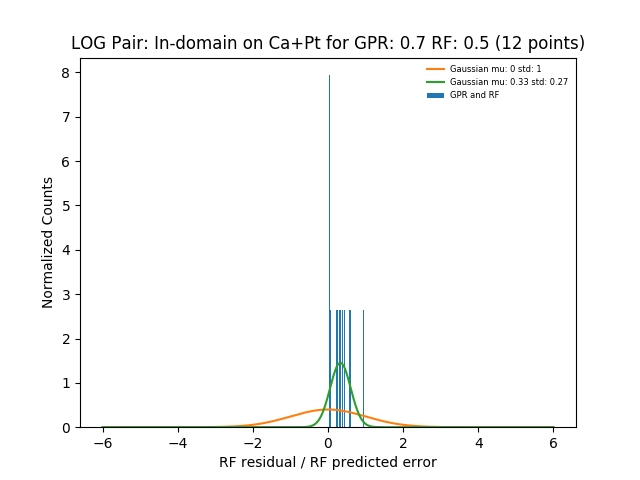 LOG Pair: In-domain on Ca+Pt for GPR: 0.7 RF: 0.5 (12 points)
Gaussian mu: 0 std: 1
Gaussian mu: 0.33 std: 0.27
GPR and RF
Normalized Counts
8
7
6
5
4
3
2
1
0
−6
−4
−2
0
2
4
6
RF residual / RF predicted error